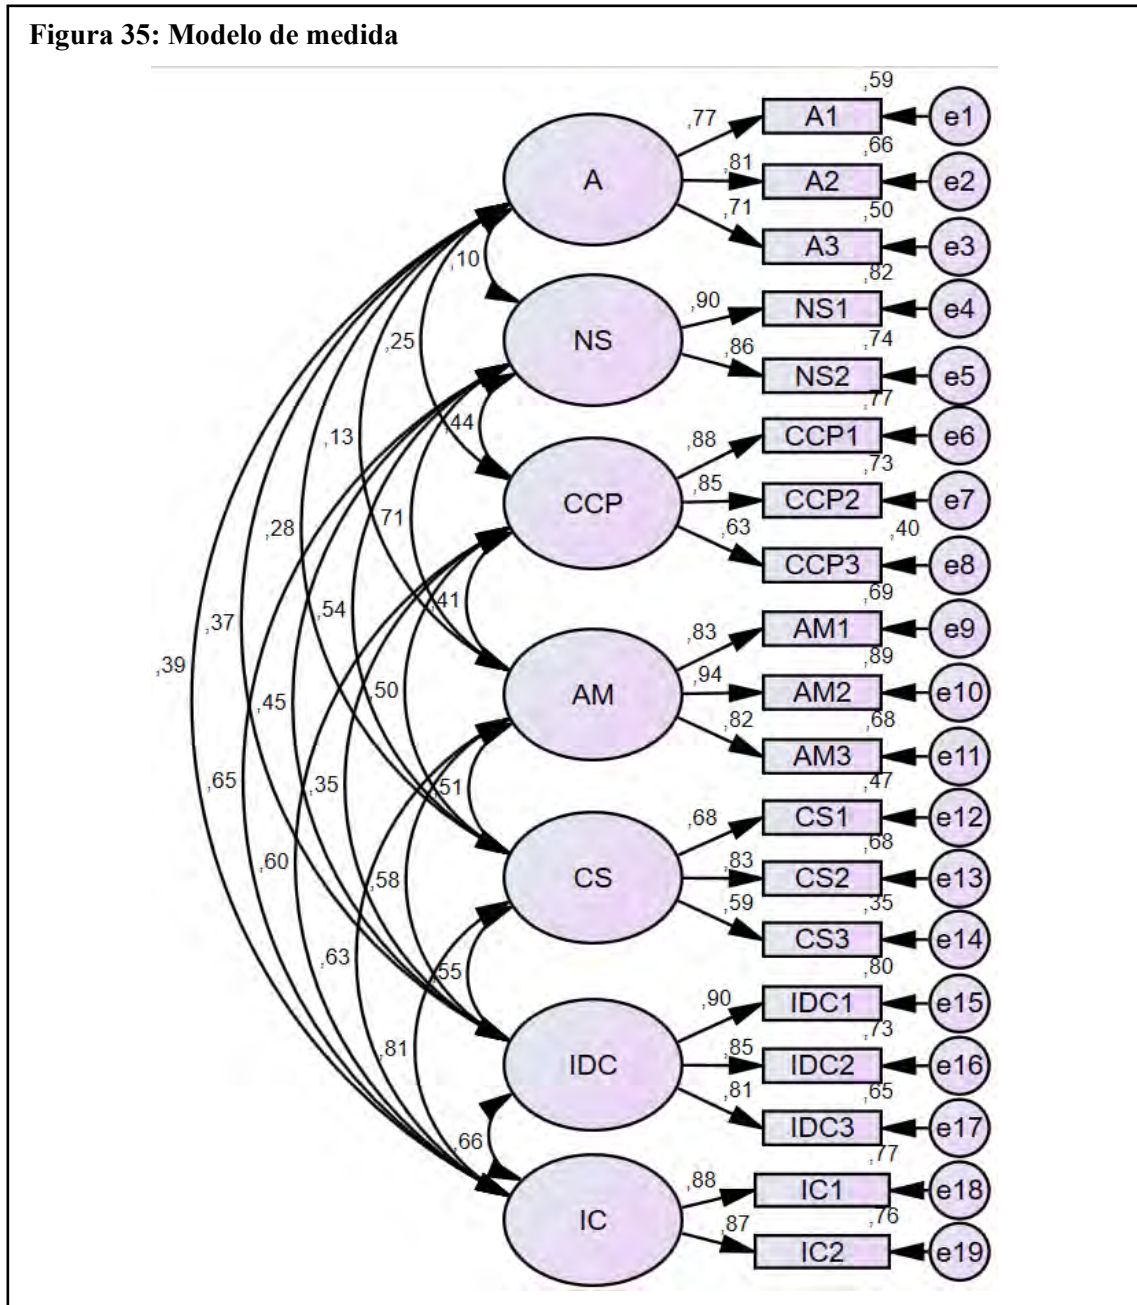 Figura 35: Modelo de medida
,59
,77
A1
e1
,66
A
,81
A2
e2
,50
,71
A3
e3
,82
,10
,90
NS1
e4
,74
NS
,86
NS2
e5
,77
,25
,44
,88
CCP1
e6
,73
,13
CCP
,85
CCP2
e7
,40
,28
,71
,63
CCP3
e8
,69
,37
,54
,41
,83
AM1
e9
,89
,39
,45
,50
AM
,94
AM2
e10
,68
,82
AM3
e11
,47
,65
,35
,51
,68
CS1
e12
,68
,60
,58
CS
,83
CS2
e13
,35
,59
CS3
e14
,80
,63
,55
,90
IDC1
e15
,73
,81
IDC
,85
IDC2
e16
,65
,81
IDC3
e17
,77
,66
,88
IC1
e18
,76
IC
,87
IC2
e19